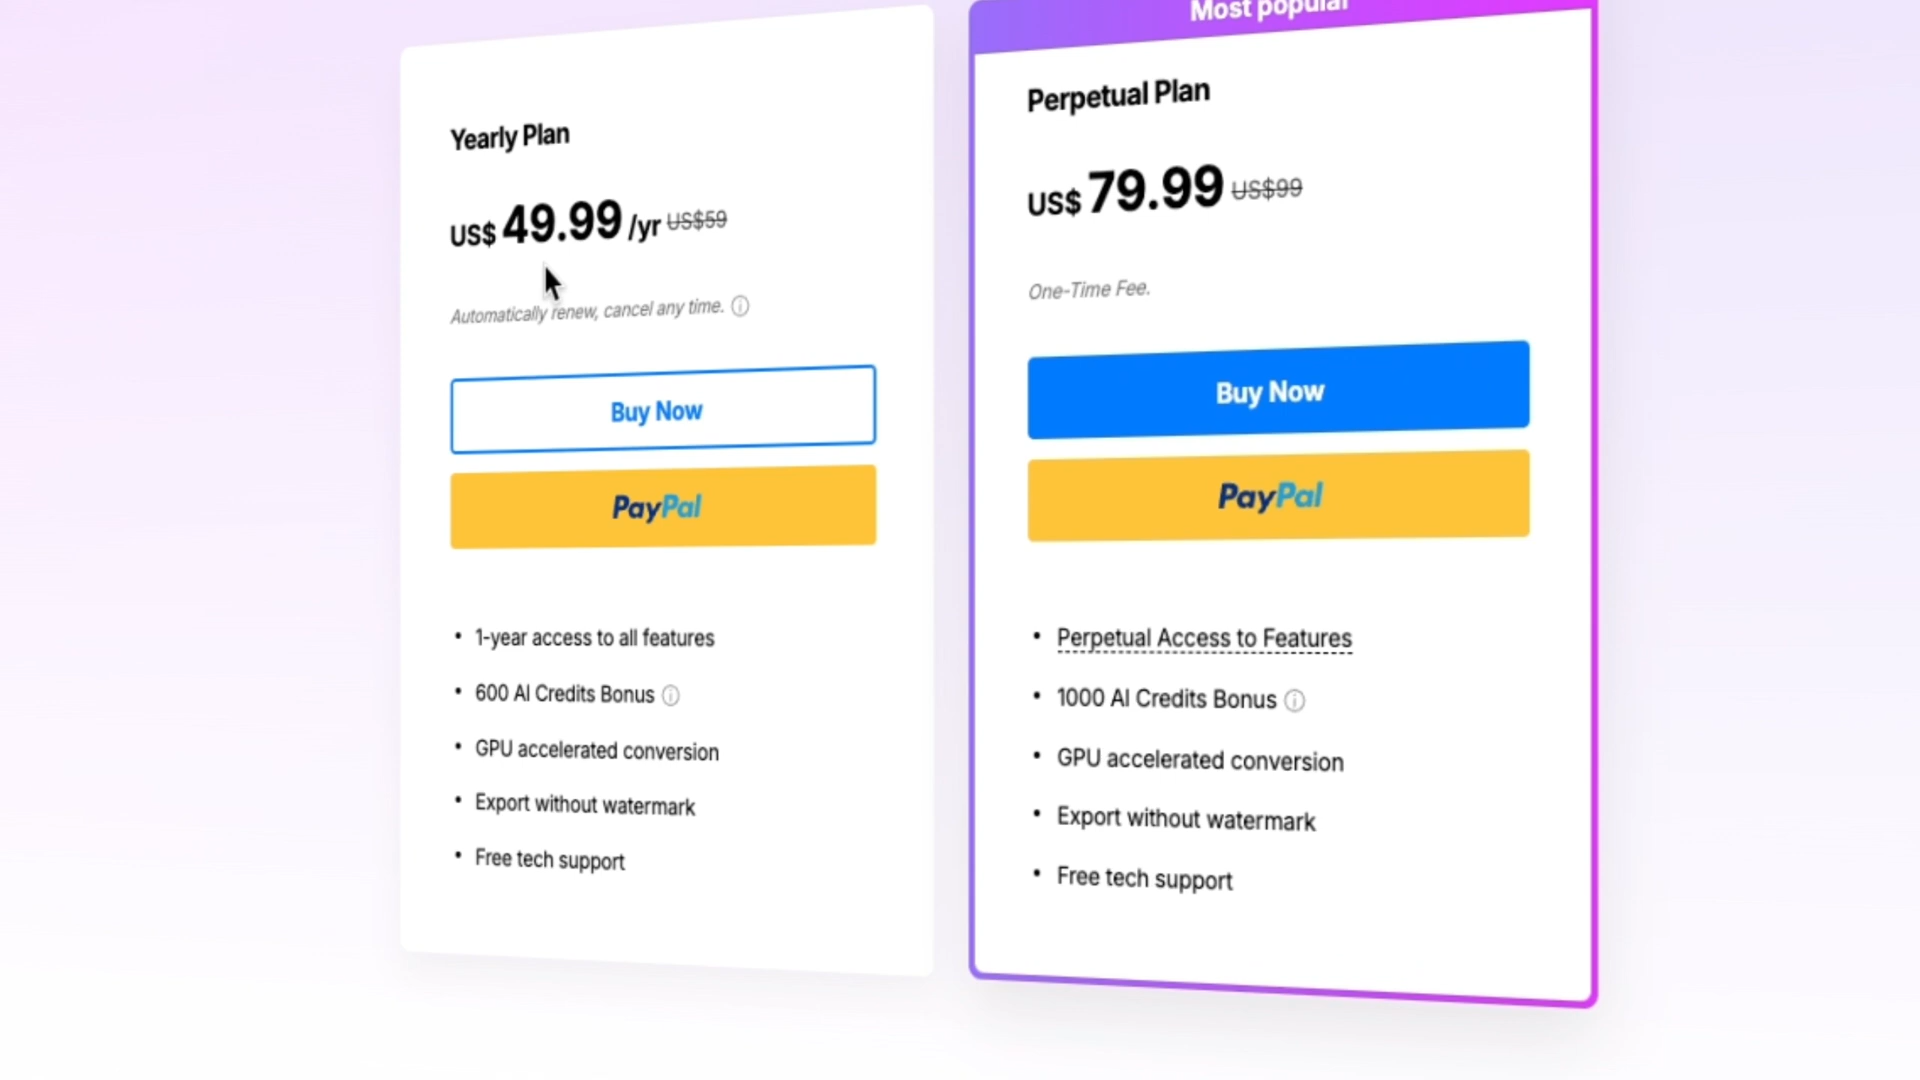 Yearly Plan
US$ 49.99 /yr US$59
Automatically renew, cancel any time.
Buy Now
PayPal
1-year access to all features
600 AI Credits Bonus
GPU accelerated conversion
Export without watermark
Free tech support
Most popular
Perpetual Plan
US$ 79.99 US$99
One-Time Fee.
Buy Now
PayPal
Perpetual Access to Features
1000 AI Credits Bonus
GPU accelerated conversion
Export without watermark
Free tech support